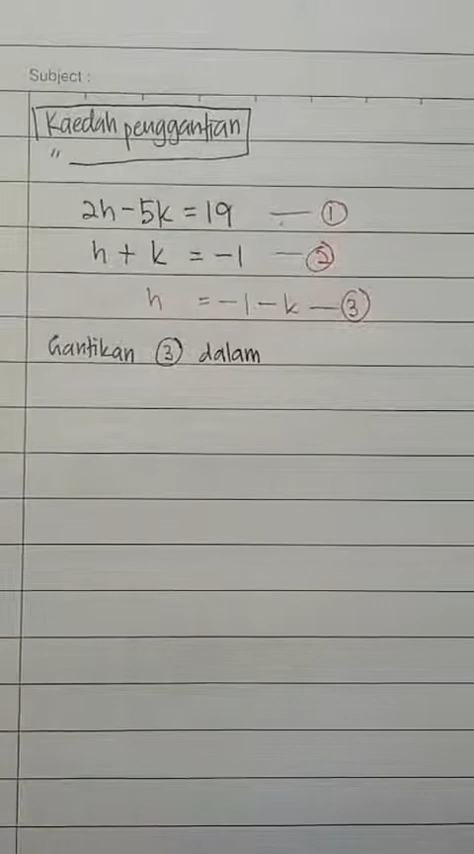 Subject :
Kaedah penggantian
"
2h - 5k = 19 — ①
h + k = -1 — ②
h = -1 - k — ③
Gantikan ③ dalam